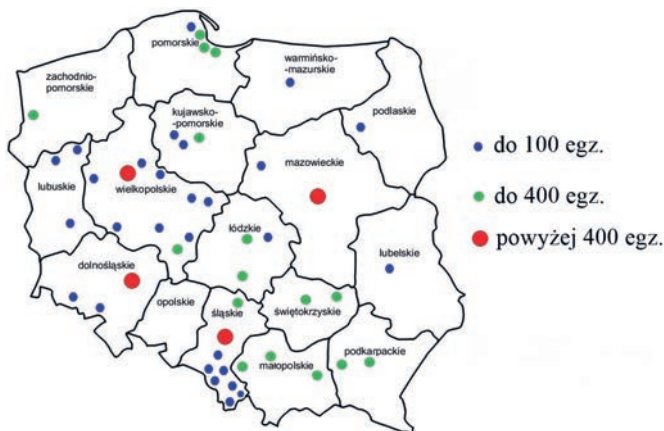 pomorskie
warmińsko-
-mazurskie
zachodnio-
pomorskie
podlaskie
kujawsko-
-pomorskie
mazowieckie
lubuskie
wielkopolskie
łódzkie
lubelskie
dolnośląskie
opolskie
śląskie
świętokrzyskie
małopolskie
podkarpackie
do 100 egz.
do 400 egz.
powyżej 400 egz.